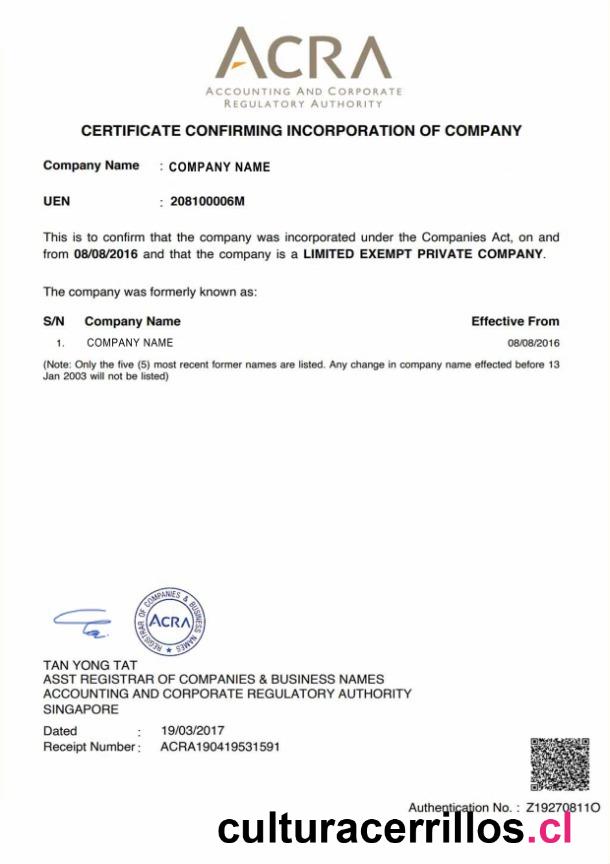 ACRA
ACCOUNTING AND CORPORATE
REGULATORY AUTHORITY
CERTIFICATE CONFIRMING INCORPORATION OF COMPANY
Company Name : COMPANY NAME
UEN : 208100006M
This is to confirm that the company was incorporated under the Companies Act, on and
from 08/08/2016 and that the company is a LIMITED EXEMPT PRIVATE COMPANY.
The company was formerly known as:
S/N Company Name Effective From
1. COMPANY NAME 08/08/2016
(Note: Only the five (5) most recent former names are listed. Any change in company name effected before 13
Jan 2003 will not be listed)
REGISTRAR OF COMPANIES & BUSINESS NAMES
ACRA
TAN YONG TAT
ASST REGISTRAR OF COMPANIES & BUSINESS NAMES
ACCOUNTING AND CORPORATE REGULATORY AUTHORITY
SINGAPORE
Dated : 19/03/2017
Receipt Number : ACRA190419531591
Authentication No. : Z19270811O
culturacerrillos.cl